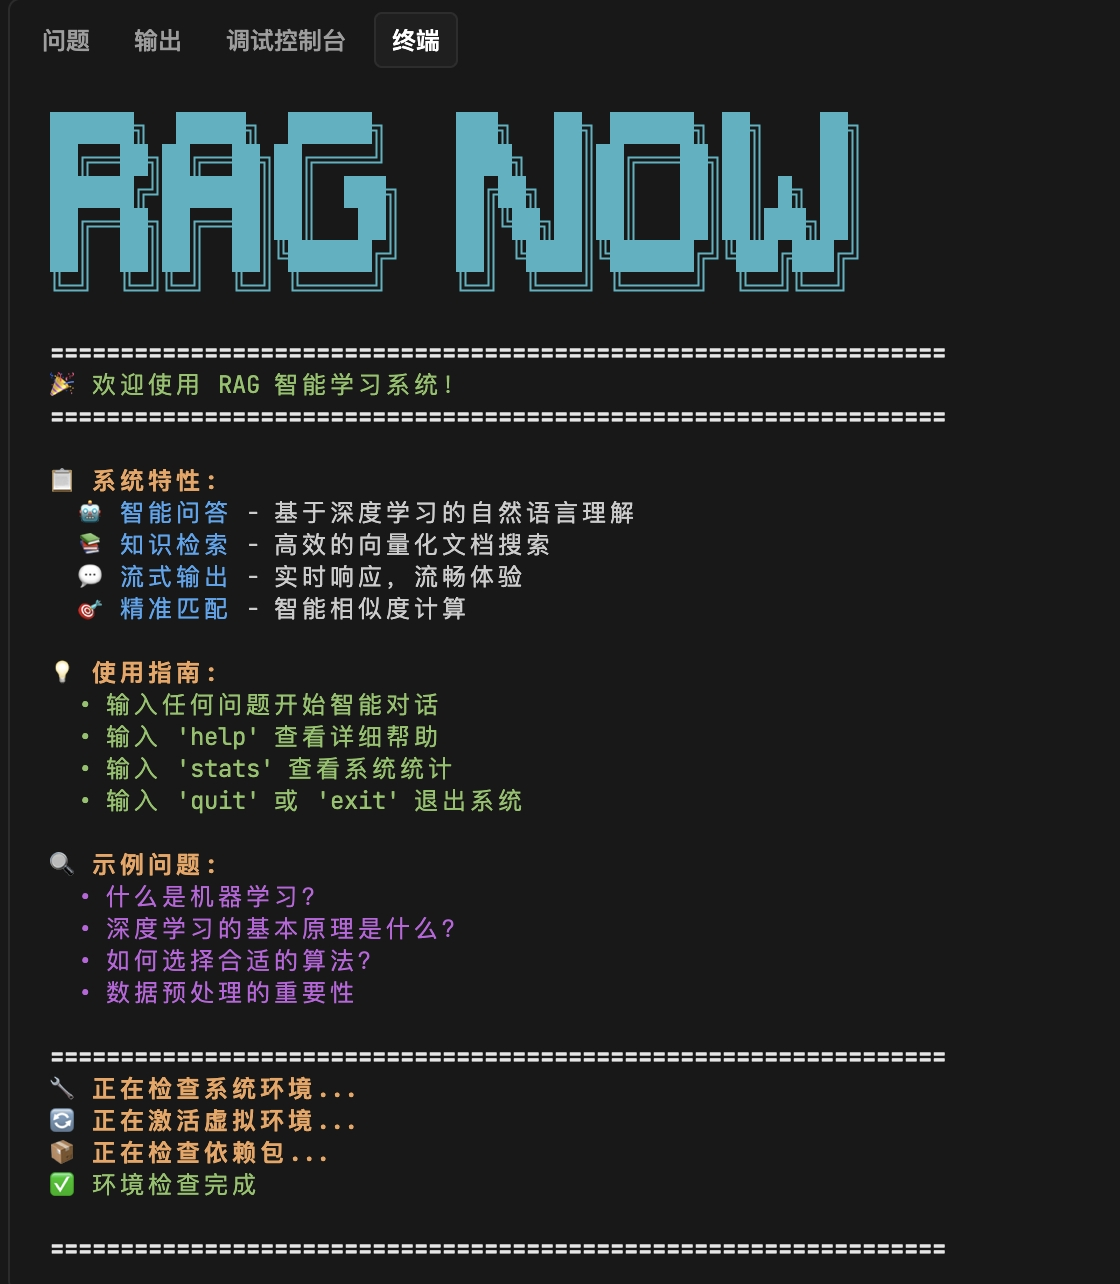 问题 输出 调试控制台 终端
RAG NOW
================================================================
🎉 欢迎使用 RAG 智能学习系统!
================================================================
📋 系统特性:
🤖 智能问答 - 基于深度学习的自然语言理解
📚 知识检索 - 高效的向量化文档搜索
💬 流式输出 - 实时响应，流畅体验
🎯 精准匹配 - 智能相似度计算
💡 使用指南:
• 输入任何问题开始智能对话
• 输入 'help' 查看详细帮助
• 输入 'stats' 查看系统统计
• 输入 'quit' 或 'exit' 退出系统
🔍 示例问题:
• 什么是机器学习?
• 深度学习的基本原理是什么?
• 如何选择合适的算法?
• 数据预处理的重要性
================================================================
🔧 正在检查系统环境...
🔄 正在激活虚拟环境...
📦 正在检查依赖包...
✅ 环境检查完成
================================================================